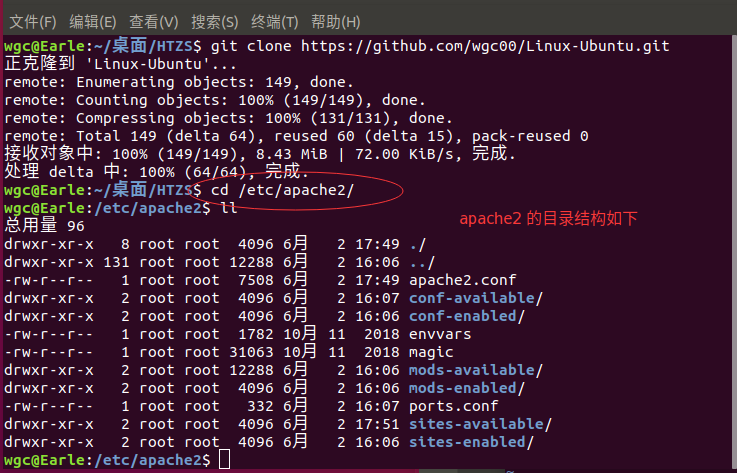 文件(F) 编辑(E) 查看(V) 搜索(S) 终端(T) 帮助(H)
wgc@Earle:~/桌面/HTZS$ git clone https://github.com/wgc00/Linux-Ubuntu.git
正克隆到 'Linux-Ubuntu'...
remote: Enumerating objects: 149, done.
remote: Counting objects: 100% (149/149), done.
remote: Compressing objects: 100% (131/131), done.
remote: Total 149 (delta 64), reused 60 (delta 15), pack-reused 0
接收对象中: 100% (149/149), 8.43 MiB | 72.00 KiB/s, 完成.
处理 delta 中: 100% (64/64), 完成.
wgc@Earle:~/桌面/HTZS$ cd /etc/apache2/
wgc@Earle:/etc/apache2$ ll
apache2 的目录结构如下
总用量 96
drwxr-xr-x   8 root root  4096 6月   2 17:49 ./
drwxr-xr-x 131 root root 12288 6月   2 16:06 ../
-rw-r--r--   1 root root  7508 6月   2 17:49 apache2.conf
drwxr-xr-x   2 root root  4096 6月   2 16:07 conf-available/
drwxr-xr-x   2 root root  4096 6月   2 16:06 conf-enabled/
-rw-r--r--   1 root root  1782 10月 11  2018 envvars
-rw-r--r--   1 root root 31063 10月 11  2018 magic
drwxr-xr-x   2 root root 12288 6月   2 16:06 mods-available/
drwxr-xr-x   2 root root  4096 6月   2 16:06 mods-enabled/
-rw-r--r--   1 root root   332 6月   2 16:07 ports.conf
drwxr-xr-x   2 root root  4096 6月   2 17:51 sites-available/
drwxr-xr-x   2 root root  4096 6月   2 16:06 sites-enabled/
wgc@Earle:/etc/apache2$